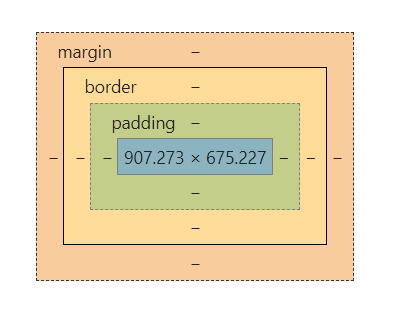 margin –
border –
padding –
– – – 907.273 × 675.227 – – –
–
–
–